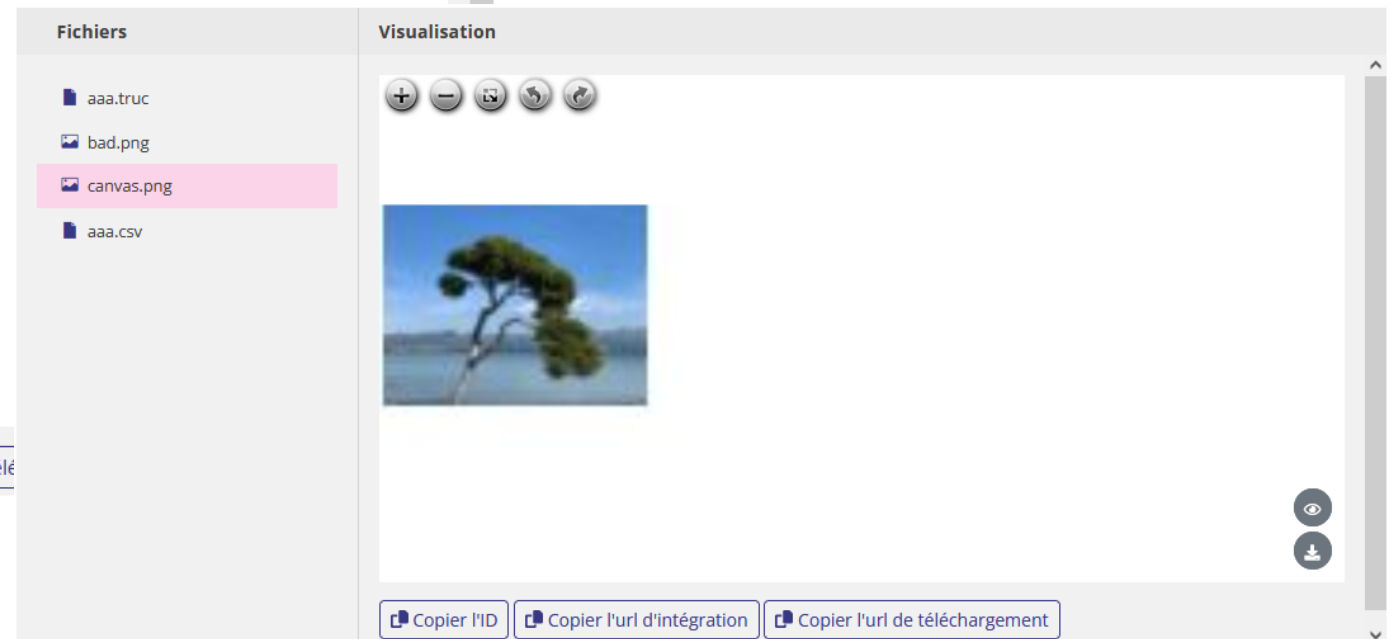 Fichiers
Visualisation
aaa.truc
bad.png
canvas.png
aaa.csv
élé
Copier l'ID
Copier l'url d'intégration
Copier l'url de téléchargement